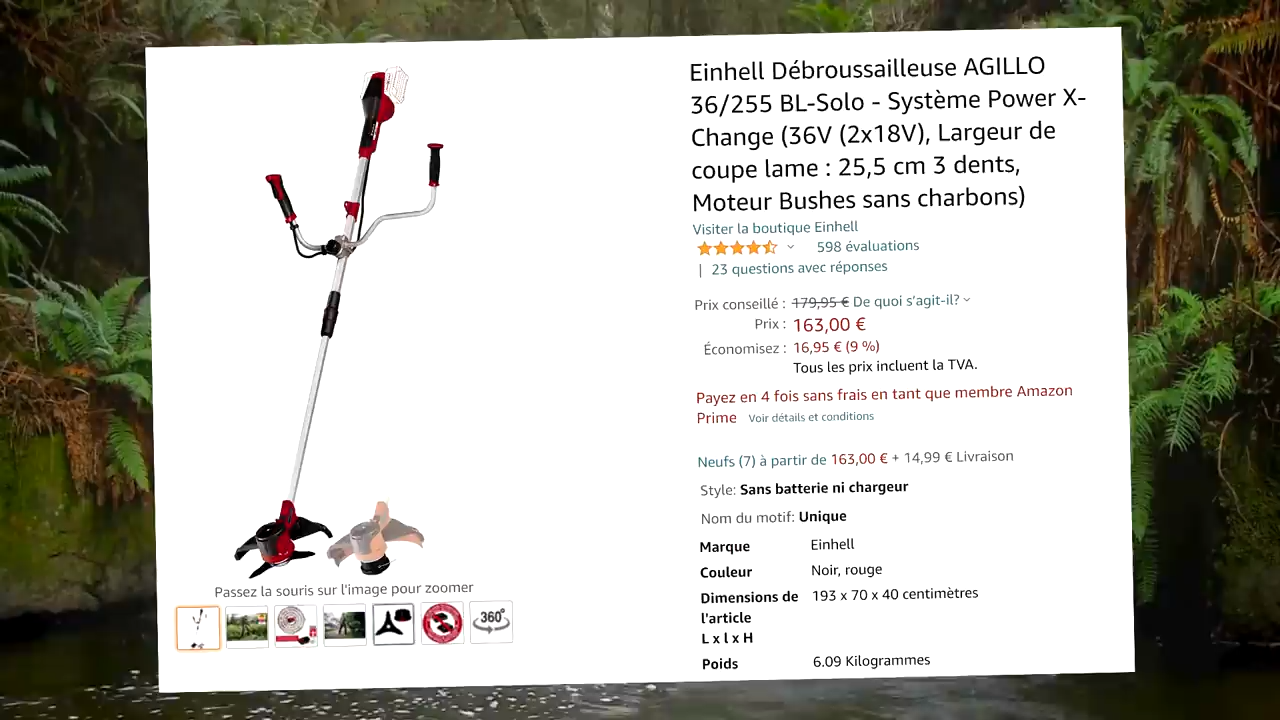 Einhell Débroussailleuse AGILLO
36/255 BL-Solo - Système Power X-
Change (36V (2x18V), Largeur de
coupe lame : 25,5 cm 3 dents,
Moteur Bushes sans charbons)
Visiter la boutique Einhell
598 évaluations
| 23 questions avec réponses
Prix conseillé : 179,95 € De quoi s'agit-il?
Prix : 163,00 €
Économisez : 16,95 € (9 %)
Tous les prix incluent la TVA.
Payez en 4 fois sans frais en tant que membre Amazon
Prime Voir détails et conditions
Neufs (7) à partir de 163,00 € + 14,99 € Livraison
Style: Sans batterie ni chargeur
Nom du motif: Unique
Marque Einhell
Couleur Noir, rouge
Dimensions de 193 x 70 x 40 centimètres
l'article
L x l x H
Poids 6.09 Kilogrammes
Passez la souris sur l'image pour zoomer
360°